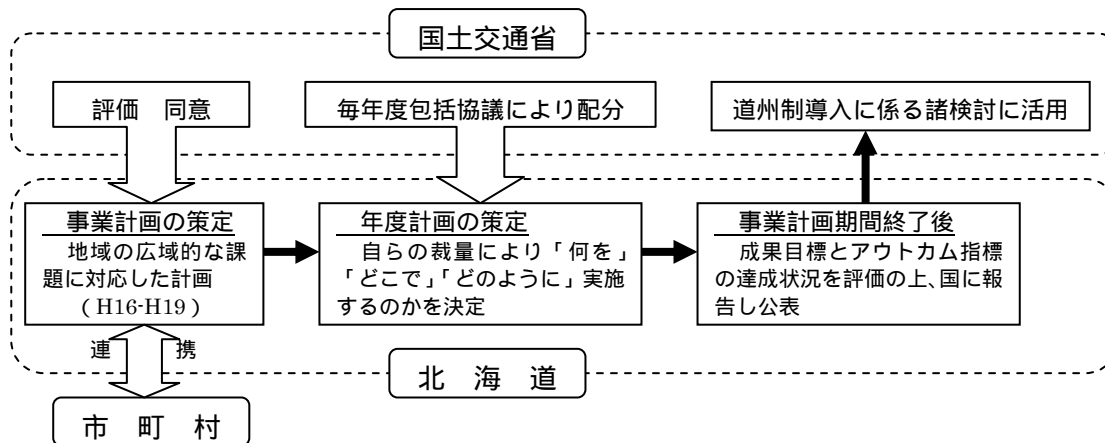 国土交通省
評価　同意
毎年度包括協議により配分
道州制導入に係る諸検討に活用
事業計画の策定
地域の広域的な課
題に対応した計画
（H16-H19）
年度計画の策定
自らの裁量により「何を」
「どこで」「どのように」実施
するのかを決定
事業計画期間終了後
成果目標とアウトカム指標
の達成状況を評価の上、国に報
告し公表
連　携
北　海　道
市　町　村